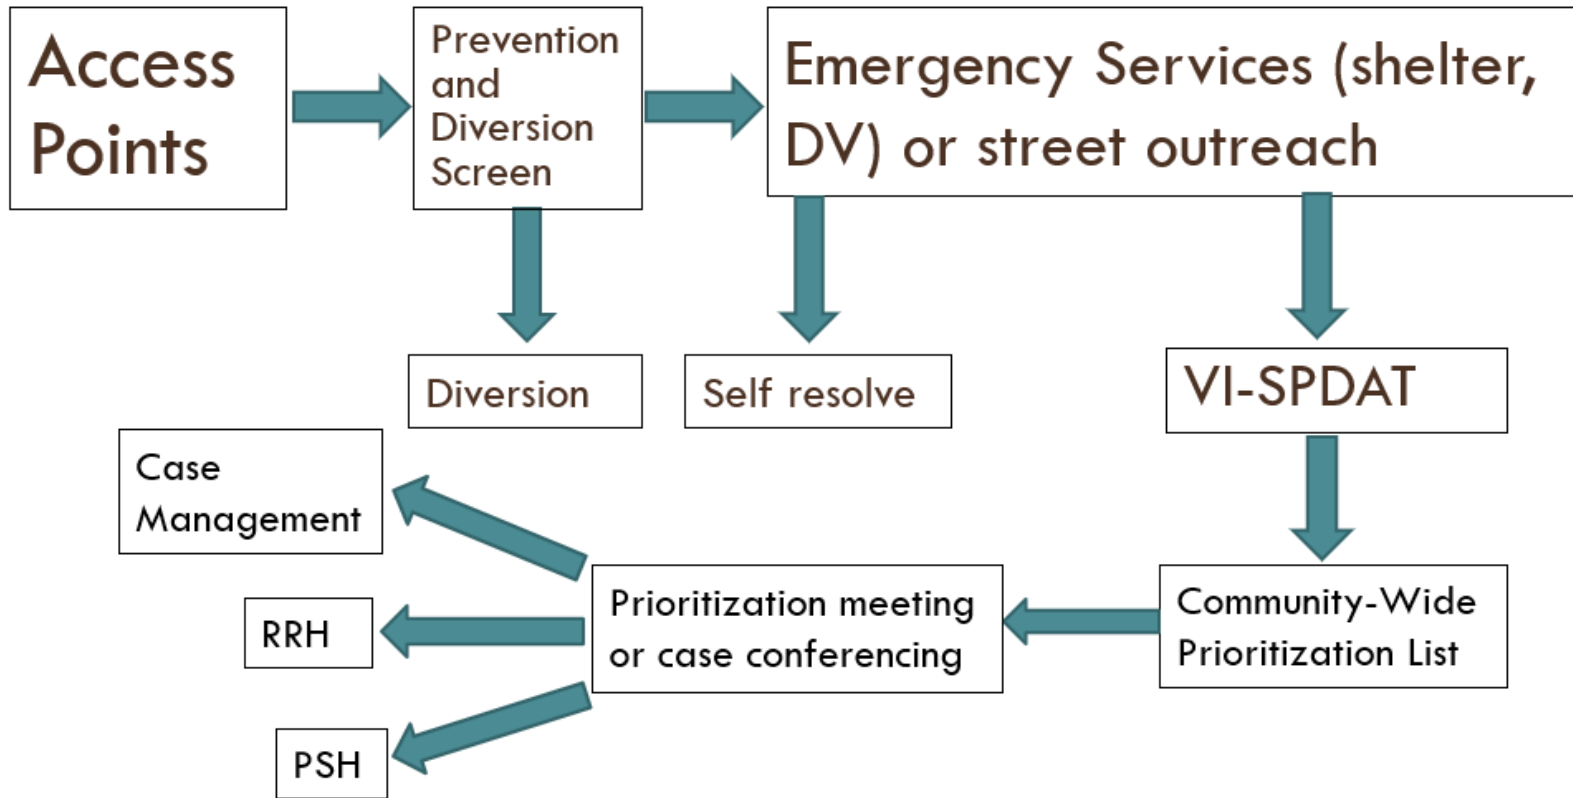 Access
Points
Prevention
and
Diversion
Screen
Emergency Services (shelter,
DV) or street outreach
Diversion
Self resolve
VI-SPDAT
Case
Management
RRH
PSH
Prioritization meeting
or case conferencing
Community-Wide
Prioritization List